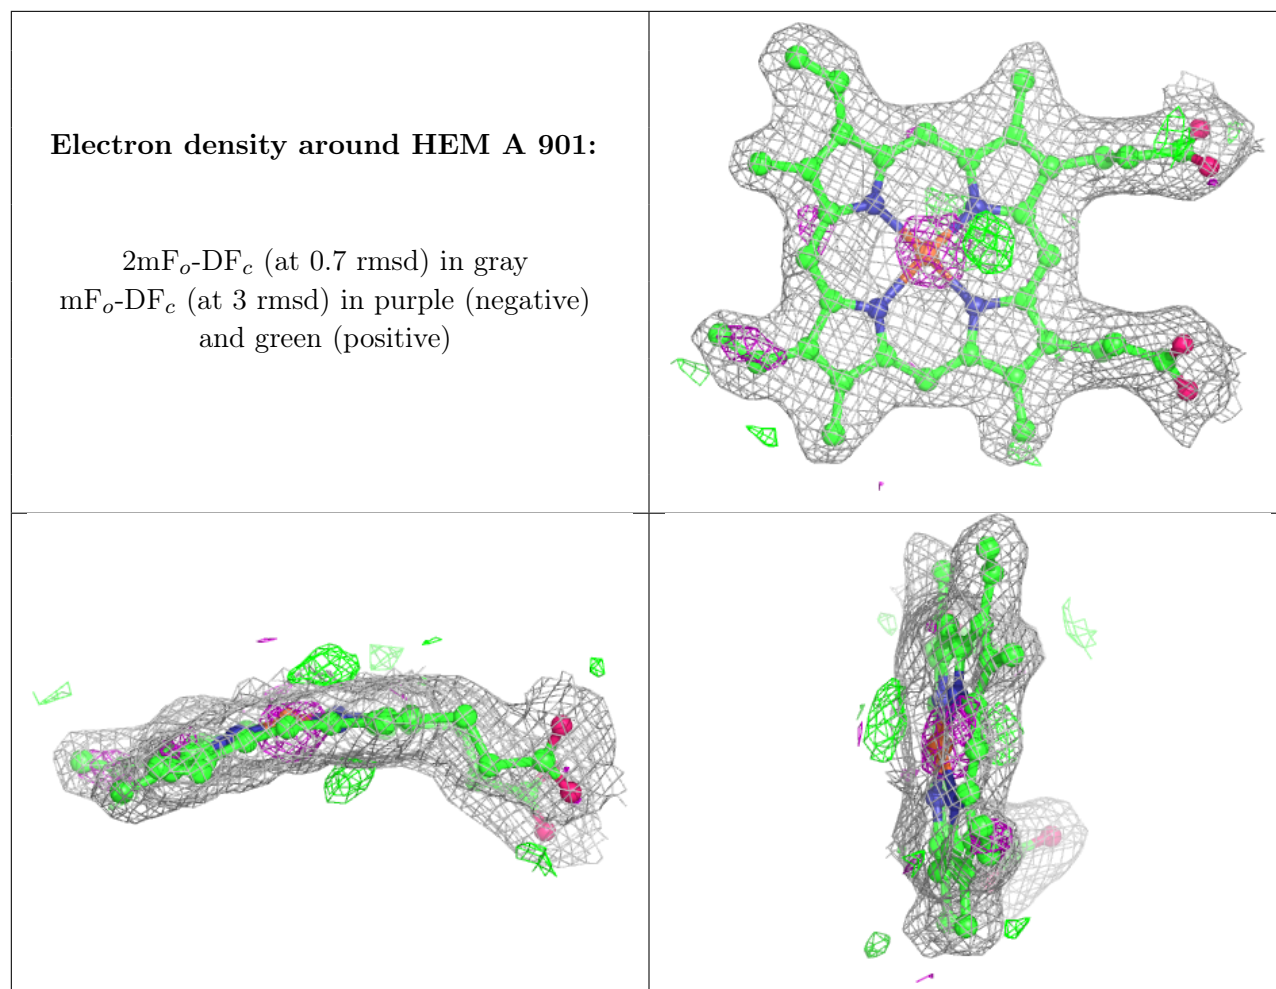 Electron density around HEM A 901:
2mFo-DFc (at 0.7 rmsd) in gray
mFo-DFc (at 3 rmsd) in purple (negative)
and green (positive)